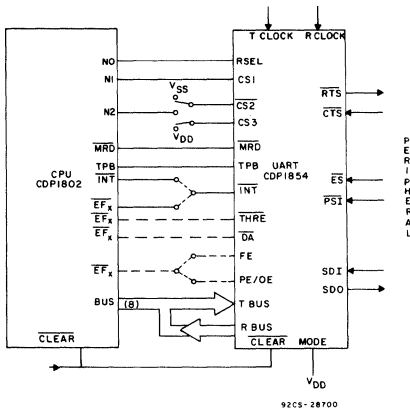 T CLOCK R CLOCK
N0 RSEL
N1 CS1
VSS
N2 CS2
CS3
VDD
MRD MRD
TPB TPB
CPU
CDP1802
UART
CDP1854
INT INT
EFX
EFX THRE
EFX DA
FE
EFX
PE/OE
BUS (8) T BUS
R BUS
CLEAR CLEAR MODE
VDD
RTS
CTS
ES
PSI
SDI
SDO
PERIPHERAL
92CS-28700